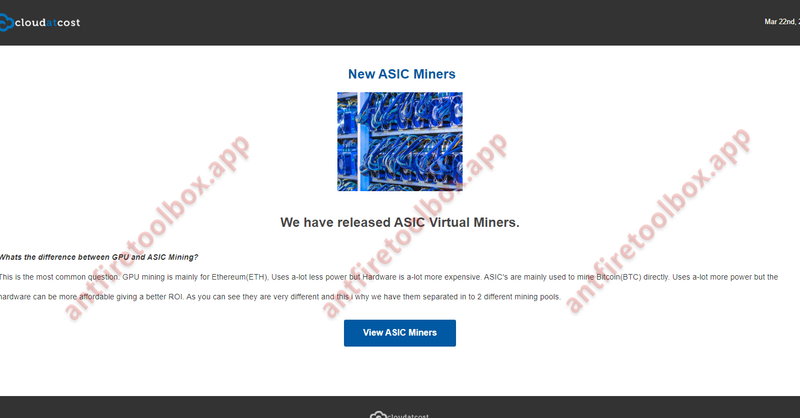 cloudatcost
Mar 22nd, 2
New ASIC Miners
We have released ASIC Virtual Miners.
Whats the difference between GPU and ASIC Mining?
This is the most common question. GPU mining is mainly for Ethereum(ETH), Uses a-lot less power but Hardware is a-lot more expensive. ASIC's are mainly used to mine Bitcoin(BTC) directly. Uses a-lot more power but the
hardware can be more affordable giving a better ROI. As you can see they are very different and this i why we have them separated in to 2 different mining pools.
View ASIC Miners
cloudatcost
antfiretoolbox.app
antfiretoolbox.app
antfiretoolbox.app